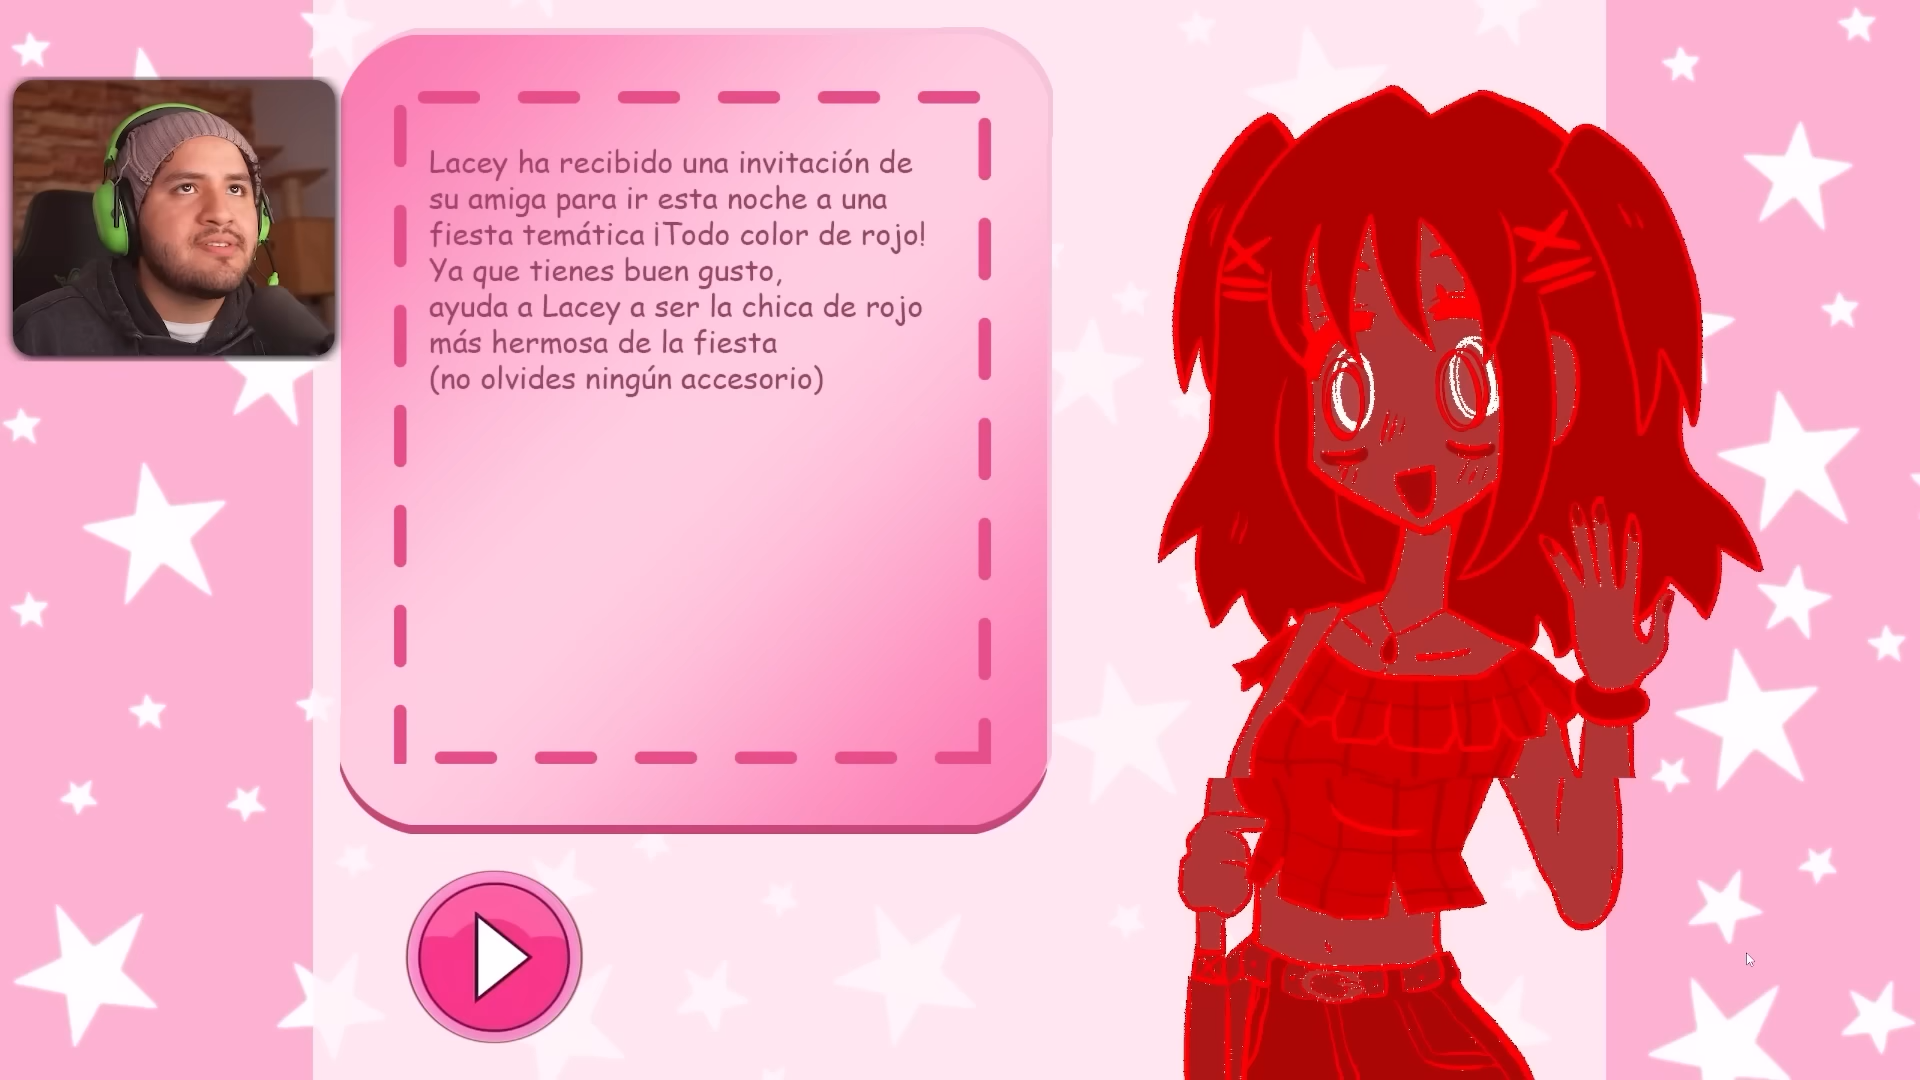 Lacey ha recibido una invitación de
su amiga para ir esta noche a una
fiesta temática ¡Todo color de rojo!
Ya que tienes buen gusto,
ayuda a Lacey a ser la chica de rojo
más hermosa de la fiesta
(no olvides ningún accesorio)